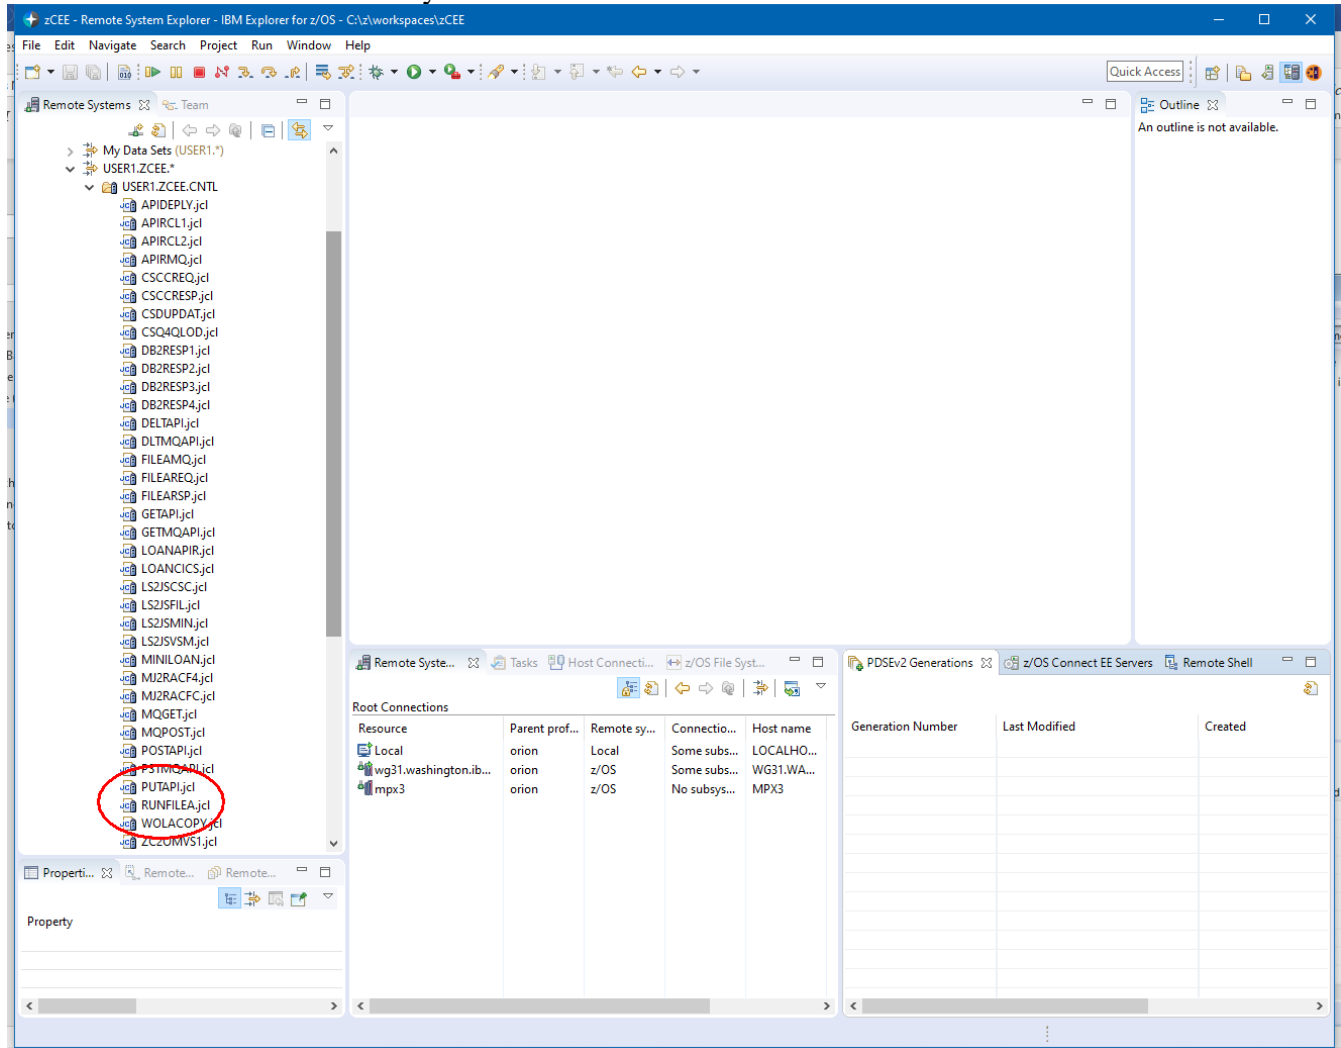 zCEE - Remote System Explorer - IBM Explorer for z/OS - C:\z\workspaces\zCEE
File Edit Navigate Search Project Run Window Help
Quick Access
Remote Systems Team
My Data Sets (USER1.*)
USER1.ZCEE.*
USER1.ZCEE.CNTL
APIDEPLY.jcl
APIRCL1.jcl
APIRCL2.jcl
APIRMQ.jcl
CSCCREQ.jcl
CSCCRESP.jcl
CSDUPDAT.jcl
CSQ4QLOD.jcl
DB2RESP1.jcl
DB2RESP2.jcl
DB2RESP3.jcl
DB2RESP4.jcl
DELTAPI.jcl
DLTMQAPI.jcl
FILEAMQ.jcl
FILEAREQ.jcl
FILEARSP.jcl
GETAPI.jcl
GETMQAPI.jcl
LOANAPIR.jcl
LOANCICS.jcl
LS2JSCSC.jcl
LS2JSFIL.jcl
LS2JSMIN.jcl
LS2JSVSM.jcl
MINILOAN.jcl
MJ2RACF4.jcl
MJ2RACFC.jcl
MQGET.jcl
MQPOST.jcl
POSTAPI.jcl
PSTMQAPI.jcl
PUTAPI.jcl
RUNFILEA.jcl
WOLACOPY.jcl
ZC2OMVS1.jcl
Outline
An outline is not available.
Properti... Remote... Remote...
Property
Remote Syste... Tasks Host Connecti... z/OS File Syst...
Root Connections
Resource Parent prof... Remote sy... Connectio... Host name
Local orion Local Some subs... LOCALHO...
wg31.washington.ib... orion z/OS Some subs... WG31.WA...
mpx3 orion z/OS No subsys... MPX3
PDSEv2 Generations z/OS Connect EE Servers Remote Shell
Generation Number Last Modified Created